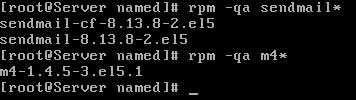 [root@Server named]# rpm -qa sendmail*
sendmail-cf-8.13.8-2.el5
sendmail-8.13.8-2.el5
[root@Server named]# rpm -qa m4*
m4-1.4.5-3.el5.1
[root@Server named]# _